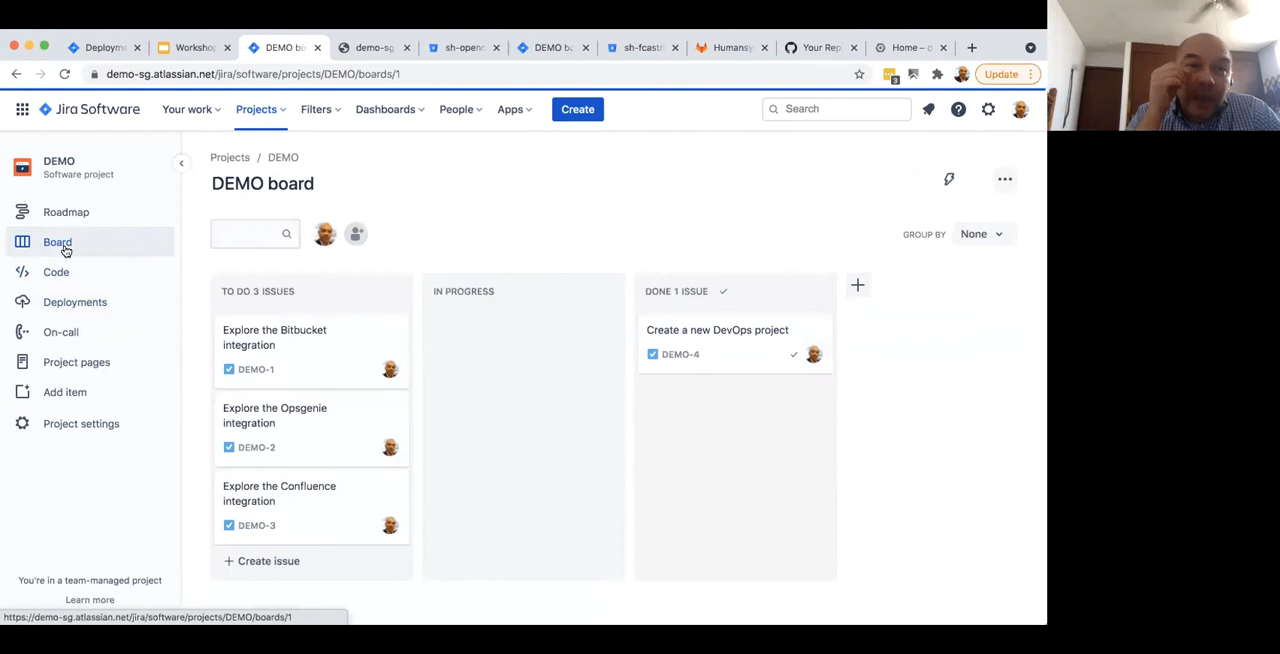 Deployme
Workshop
DEMO bo
demo-sg
sh-openc
DEMO bo
sh-fcastri
Humansy
Your Rep
Home – o
demo-sg.atlassian.net/jira/software/projects/DEMO/boards/1
3
Update
Jira Software
Your work
Projects
Filters
Dashboards
People
Apps
Create
Search
DEMO
Software project
Roadmap
Board
Code
Deployments
On-call
Project pages
Add item
Project settings
You're in a team-managed project
Learn more
Projects / DEMO
DEMO board
GROUP BY
None
TO DO 3 ISSUES
Explore the Bitbucket
integration
DEMO-1
Explore the Opsgenie
integration
DEMO-2
Explore the Confluence
integration
DEMO-3
+ Create issue
IN PROGRESS
DONE 1 ISSUE
Create a new DevOps project
DEMO-4
https://demo-sg.atlassian.net/jira/software/projects/DEMO/boards/1